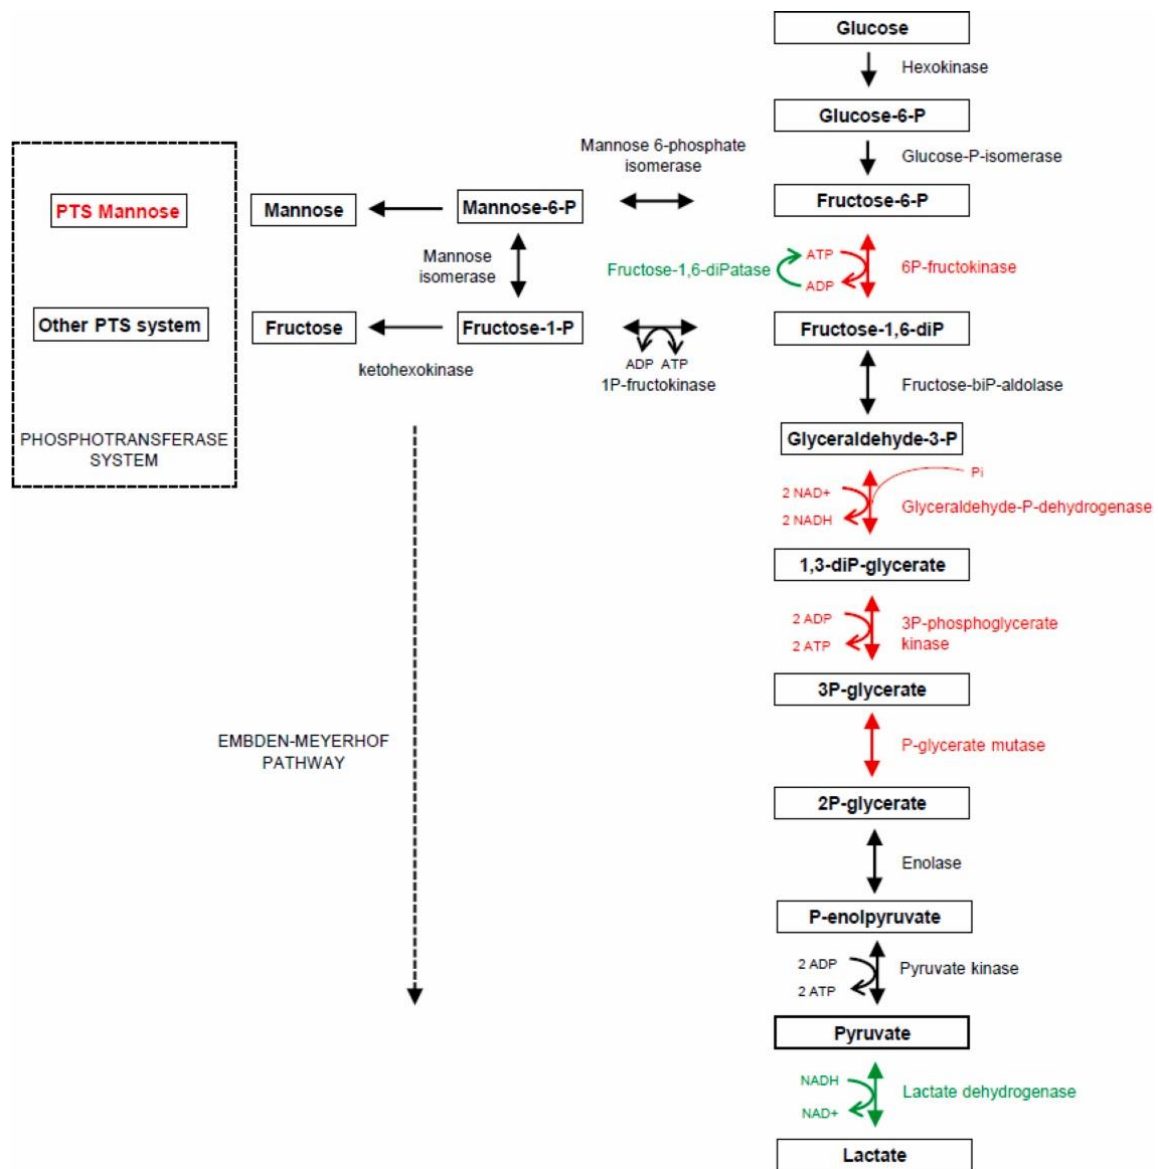 Glucose
Hexokinase
Glucose-6-P
Mannose 6-phosphate
isomerase
Glucose-P-isomerase
PTS Mannose
Mannose
Mannose-6-P
Fructose-6-P
Mannose
isomerase
Fructose-1,6-diPatase
ATP
ADP
6P-fructokinase
Other PTS system
Fructose
Fructose-1-P
Fructose-1,6-diP
ketohexokinase
ADP ATP
1P-fructokinase
Fructose-biP-aldolase
PHOSPHOTRANSFERASE
SYSTEM
Glyceraldehyde-3-P
Pi
2 NAD+
2 NADH
Glyceraldehyde-P-dehydrogenase
1,3-diP-glycerate
2 ADP
2 ATP
3P-phosphoglycerate
kinase
3P-glycerate
EMBDEN-MEYERHOF
PATHWAY
P-glycerate mutase
2P-glycerate
Enolase
P-enolpyruvate
2 ADP
2 ATP
Pyruvate kinase
Pyruvate
NADH
NAD+
Lactate dehydrogenase
Lactate